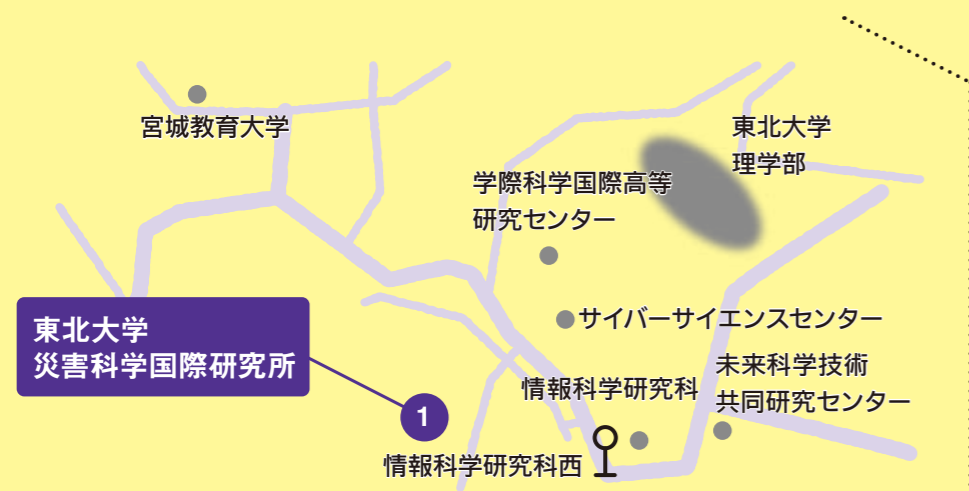 宮城教育大学
東北大学
理学部
学際科学国際高等
研究センター
サイバーサイエンスセンター
東北大学
災害科学国際研究所
未来科学技術
共同研究センター
情報科学研究科
1
情報科学研究科西